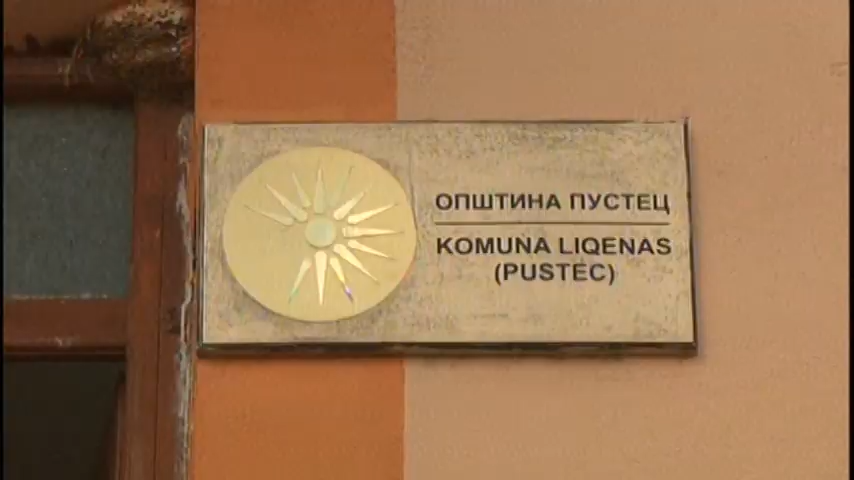 ОПШТИНА ПУСТЕЦ
KOMUNA LIQENAS
(PUSTEC)